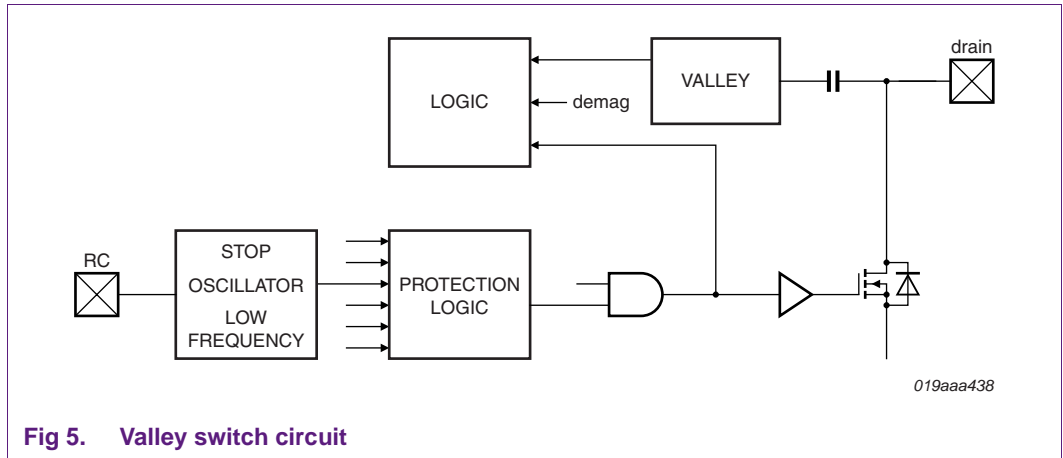 drain
LOGIC
VALLEY
demag
RC
STOP
OSCILLATOR
LOW
FREQUENCY
PROTECTION
LOGIC
019aaa438
Fig 5. Valley switch circuit